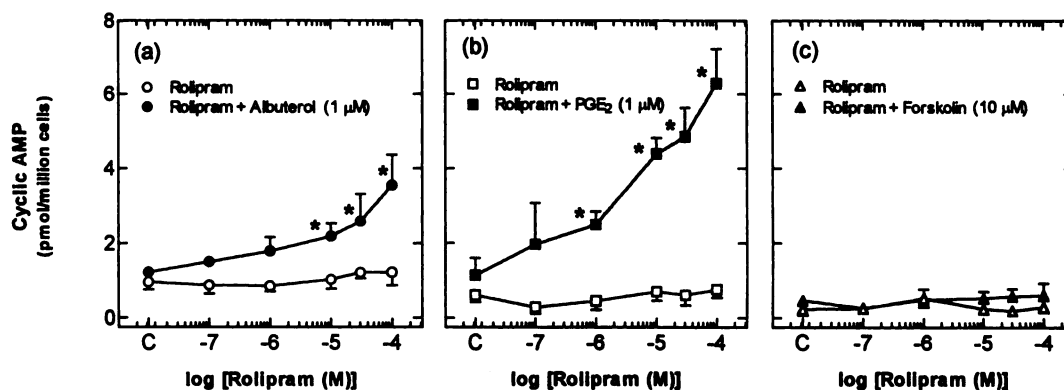 Cyclic AMP
(pmol/million cells)
8
6
4
2
0
(a)
Rolipram
Rolipram + Albuterol (1 µM)
*
*
*
C
-7
-6
-5
-4
log [Rolipram (M)]
(b)
Rolipram
Rolipram + PGE2 (1 µM)
*
*
*
*
C
-7
-6
-5
-4
log [Rolipram (M)]
(c)
Rolipram
Rolipram + Forskolin (10 µM)
C
-7
-6
-5
-4
log [Rolipram (M)]